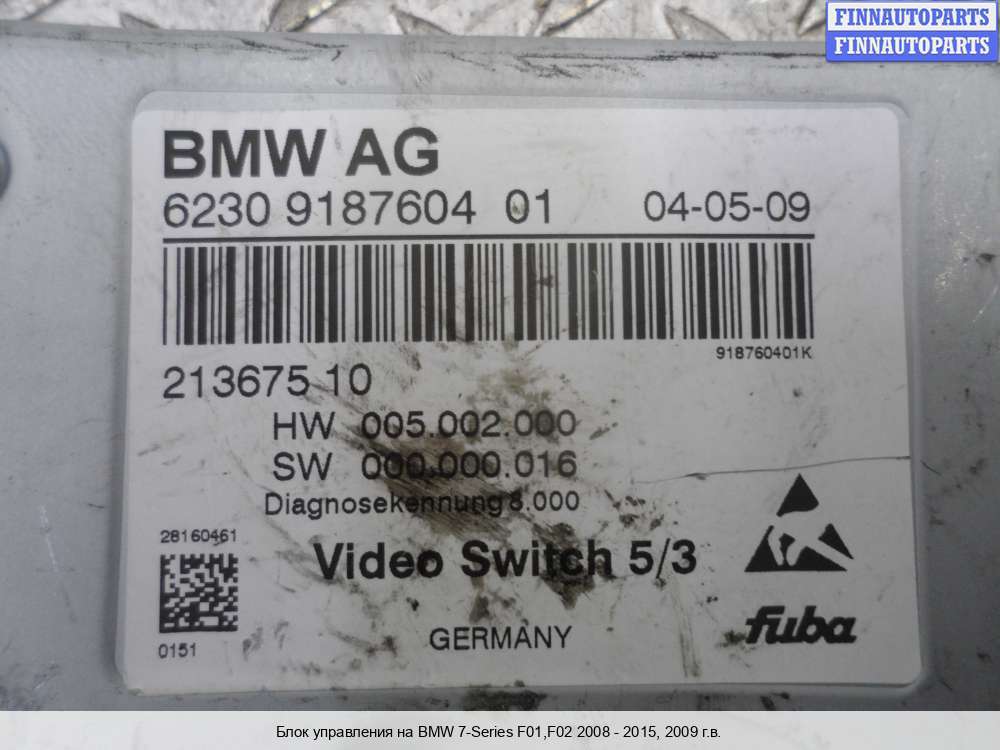 FINNAUTOPARTS
FINNAUTOPARTS
BMW AG
6230 9187604 01 04-05-09
918760401K
213675 10
HW 005.002.000
SW 000.000.016
Diagnosekennung 8.000
28160461
Video Switch 5/3
0151
GERMANY
fuba
Блок управления на BMW 7-Series F01,F02 2008 - 2015, 2009 г.в.